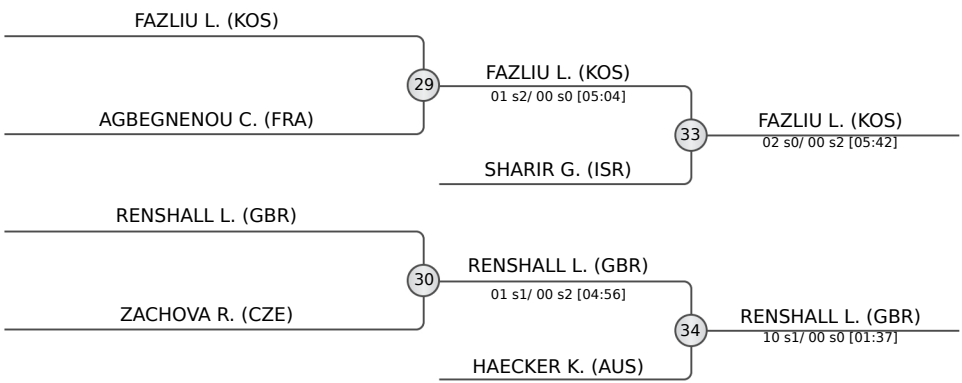 FAZLIU L. (KOS)
29
AGBEGNENOU C. (FRA)
FAZLIU L. (KOS)
01 s2/ 00 s0 [05:04]
33
SHARIR G. (ISR)
FAZLIU L. (KOS)
02 s0/ 00 s2 [05:42]
RENSHALL L. (GBR)
30
ZACHOVA R. (CZE)
RENSHALL L. (GBR)
01 s1/ 00 s2 [04:56]
34
HAECKER K. (AUS)
RENSHALL L. (GBR)
10 s1/ 00 s0 [01:37]